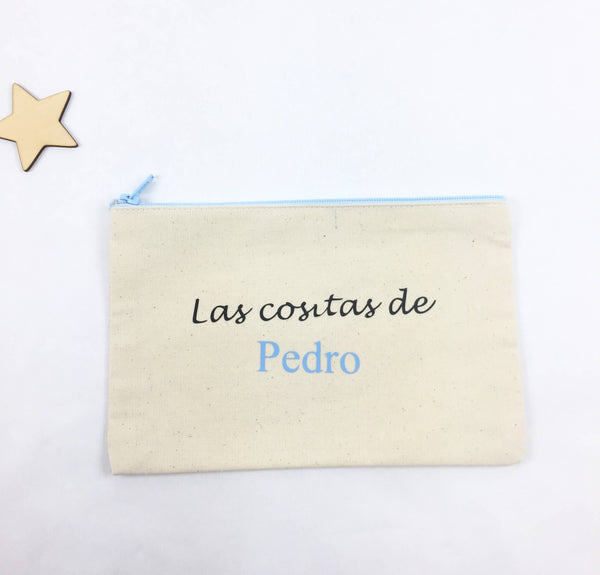 Las cositas de
Pedro